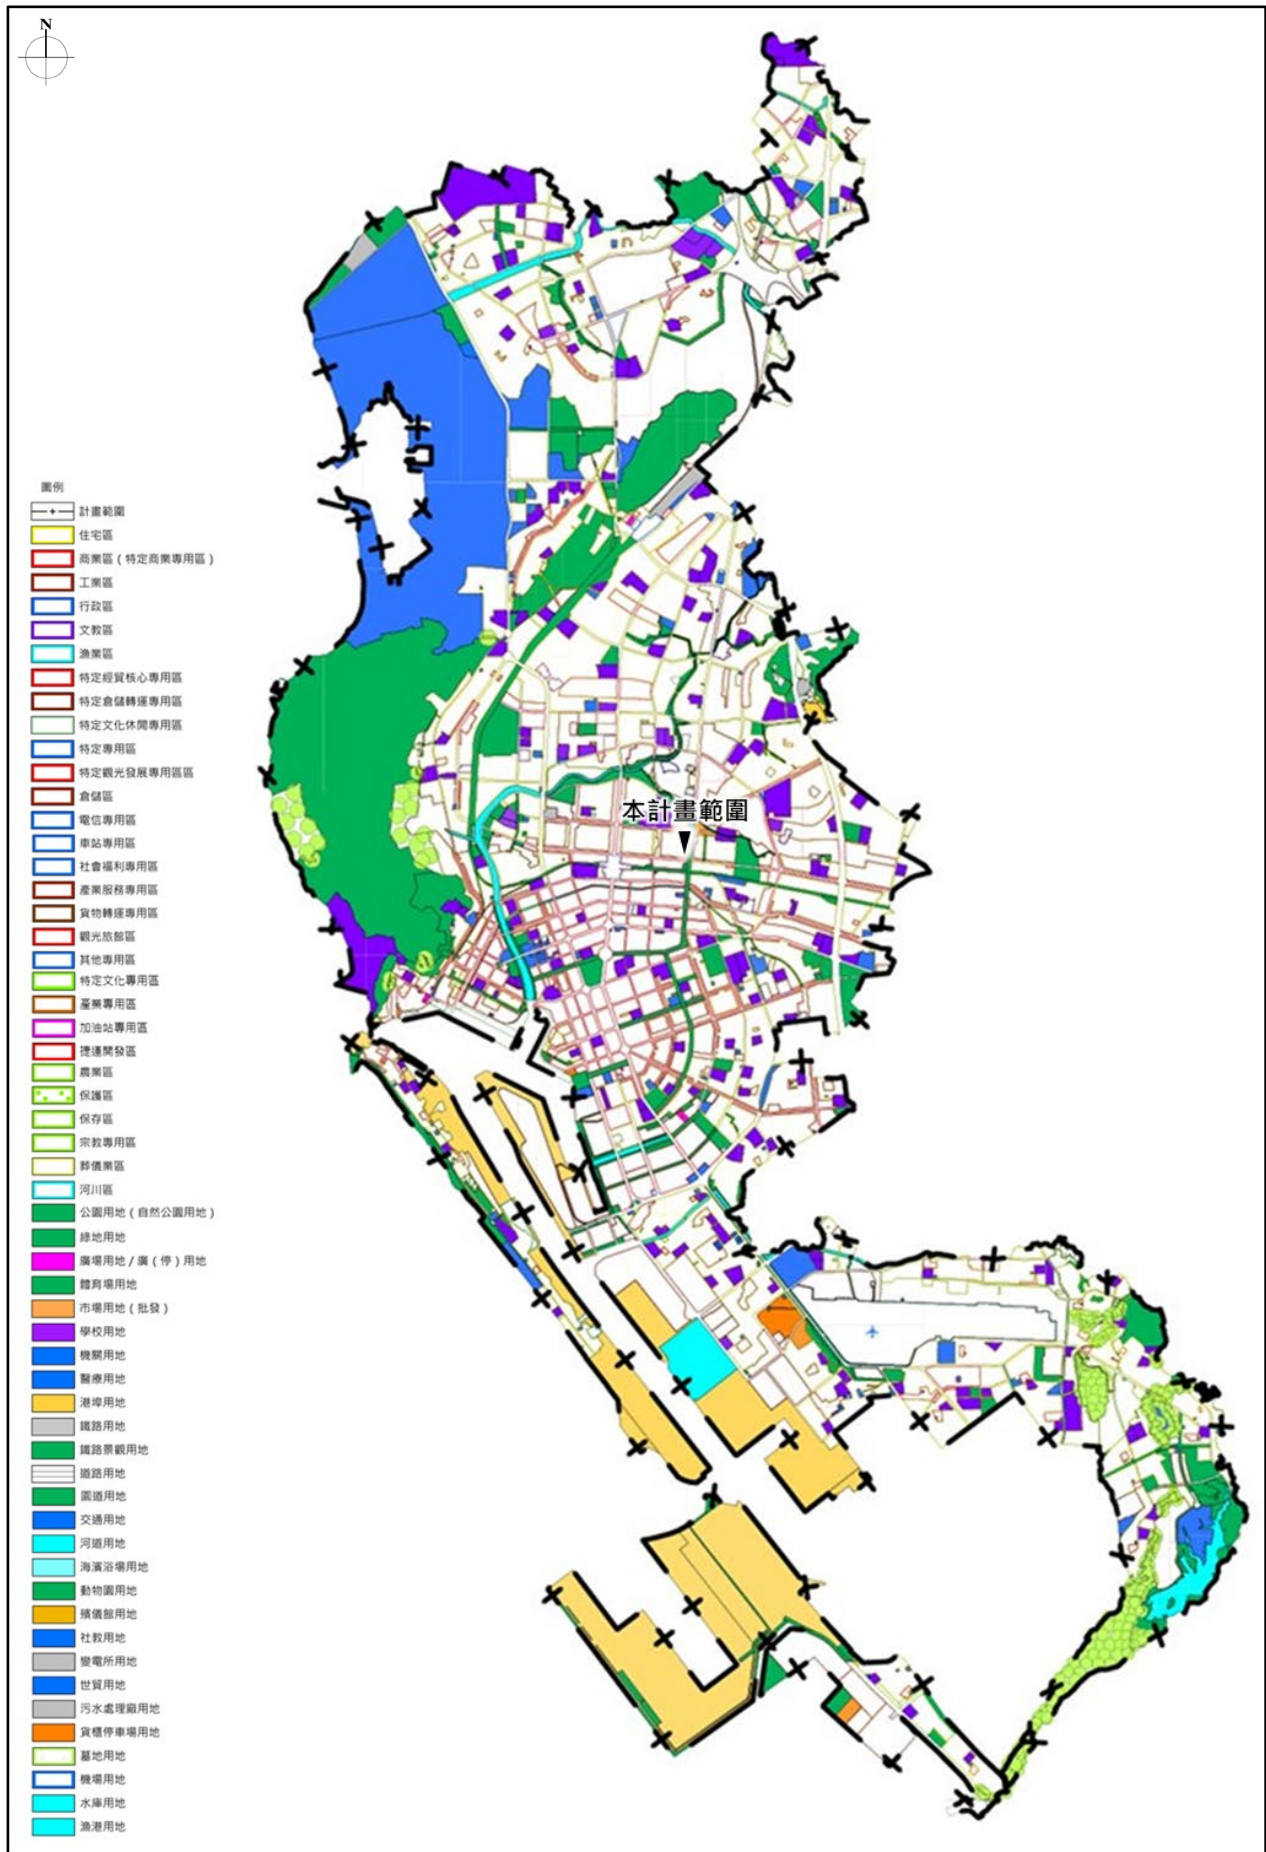 N
本計畫範圍
圖例
計畫範圍
住宅區
商業區（特定商業專用區）
工業區
行政區
文教區
漁業區
特定經貿核心專用區
特定倉儲轉運專用區
特定文化休閒專用區
特定專用區
特定觀光發展專用區區
倉儲區
電信專用區
車站專用區
社會福利專用區
產業服務專用區
貨物轉運專用區
觀光旅館區
其他專用區
特定文化專用區
產業專用區
加油站專用區
捷運開發區
農業區
保護區
保存區
宗教專用區
葬儀業區
河川區
公園用地（自然公園用地）
綠地用地
廣場用地/廣（停）用地
體育場用地
市場用地（批發）
學校用地
機關用地
醫療用地
港埠用地
鐵路用地
鐵路景觀用地
道路用地
園道用地
交通用地
河道用地
海濱浴場用地
動物園用地
殯儀館用地
社教用地
變電所用地
世貿用地
污水處理廠用地
貨櫃停車場用地
墓地用地
機場用地
水庫用地
漁港用地